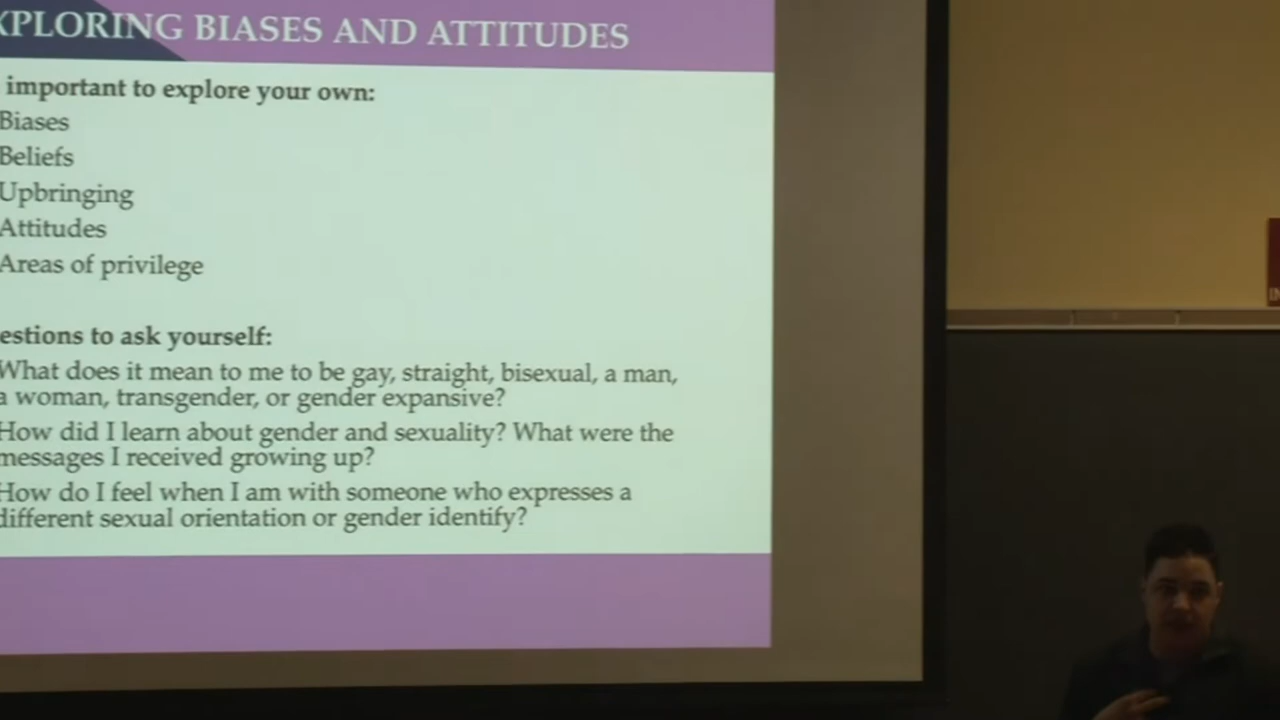 XPLORING BIASES AND ATTITUDES
important to explore your own:
Biases
Beliefs
Upbringing
Attitudes
Areas of privilege
estions to ask yourself:
What does it mean to me to be gay, straight, bisexual, a man,
a woman, transgender, or gender expansive?
How did I learn about gender and sexuality? What were the
messages I received growing up?
How do I feel when I am with someone who expresses a
different sexual orientation or gender identify?